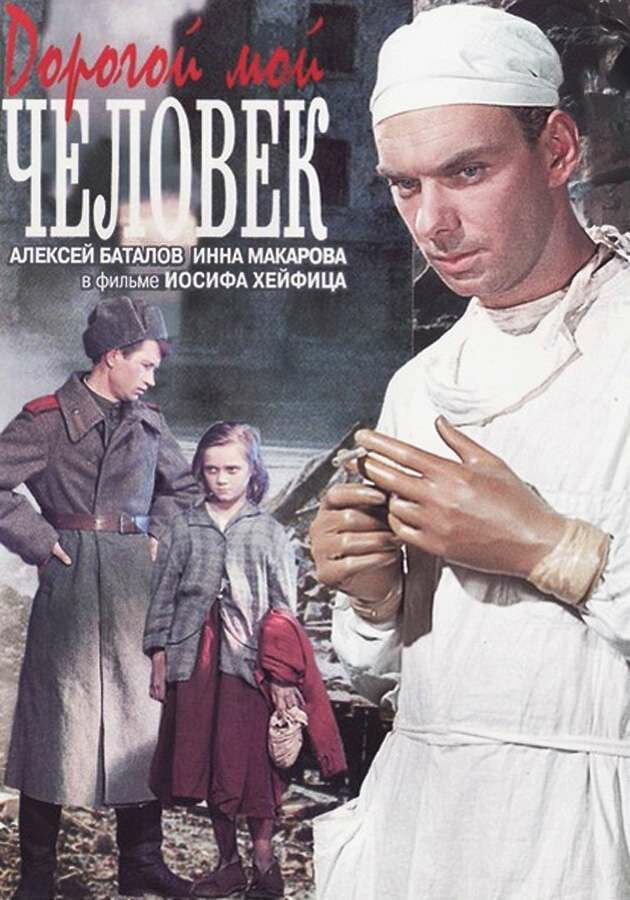 Дорогой мой
ЧЕЛОВЕК
АЛЕКСЕЙ БАТАЛОВ ИННА МАКАРОВА
в фильме ИОСИФА ХЕЙФИЦА